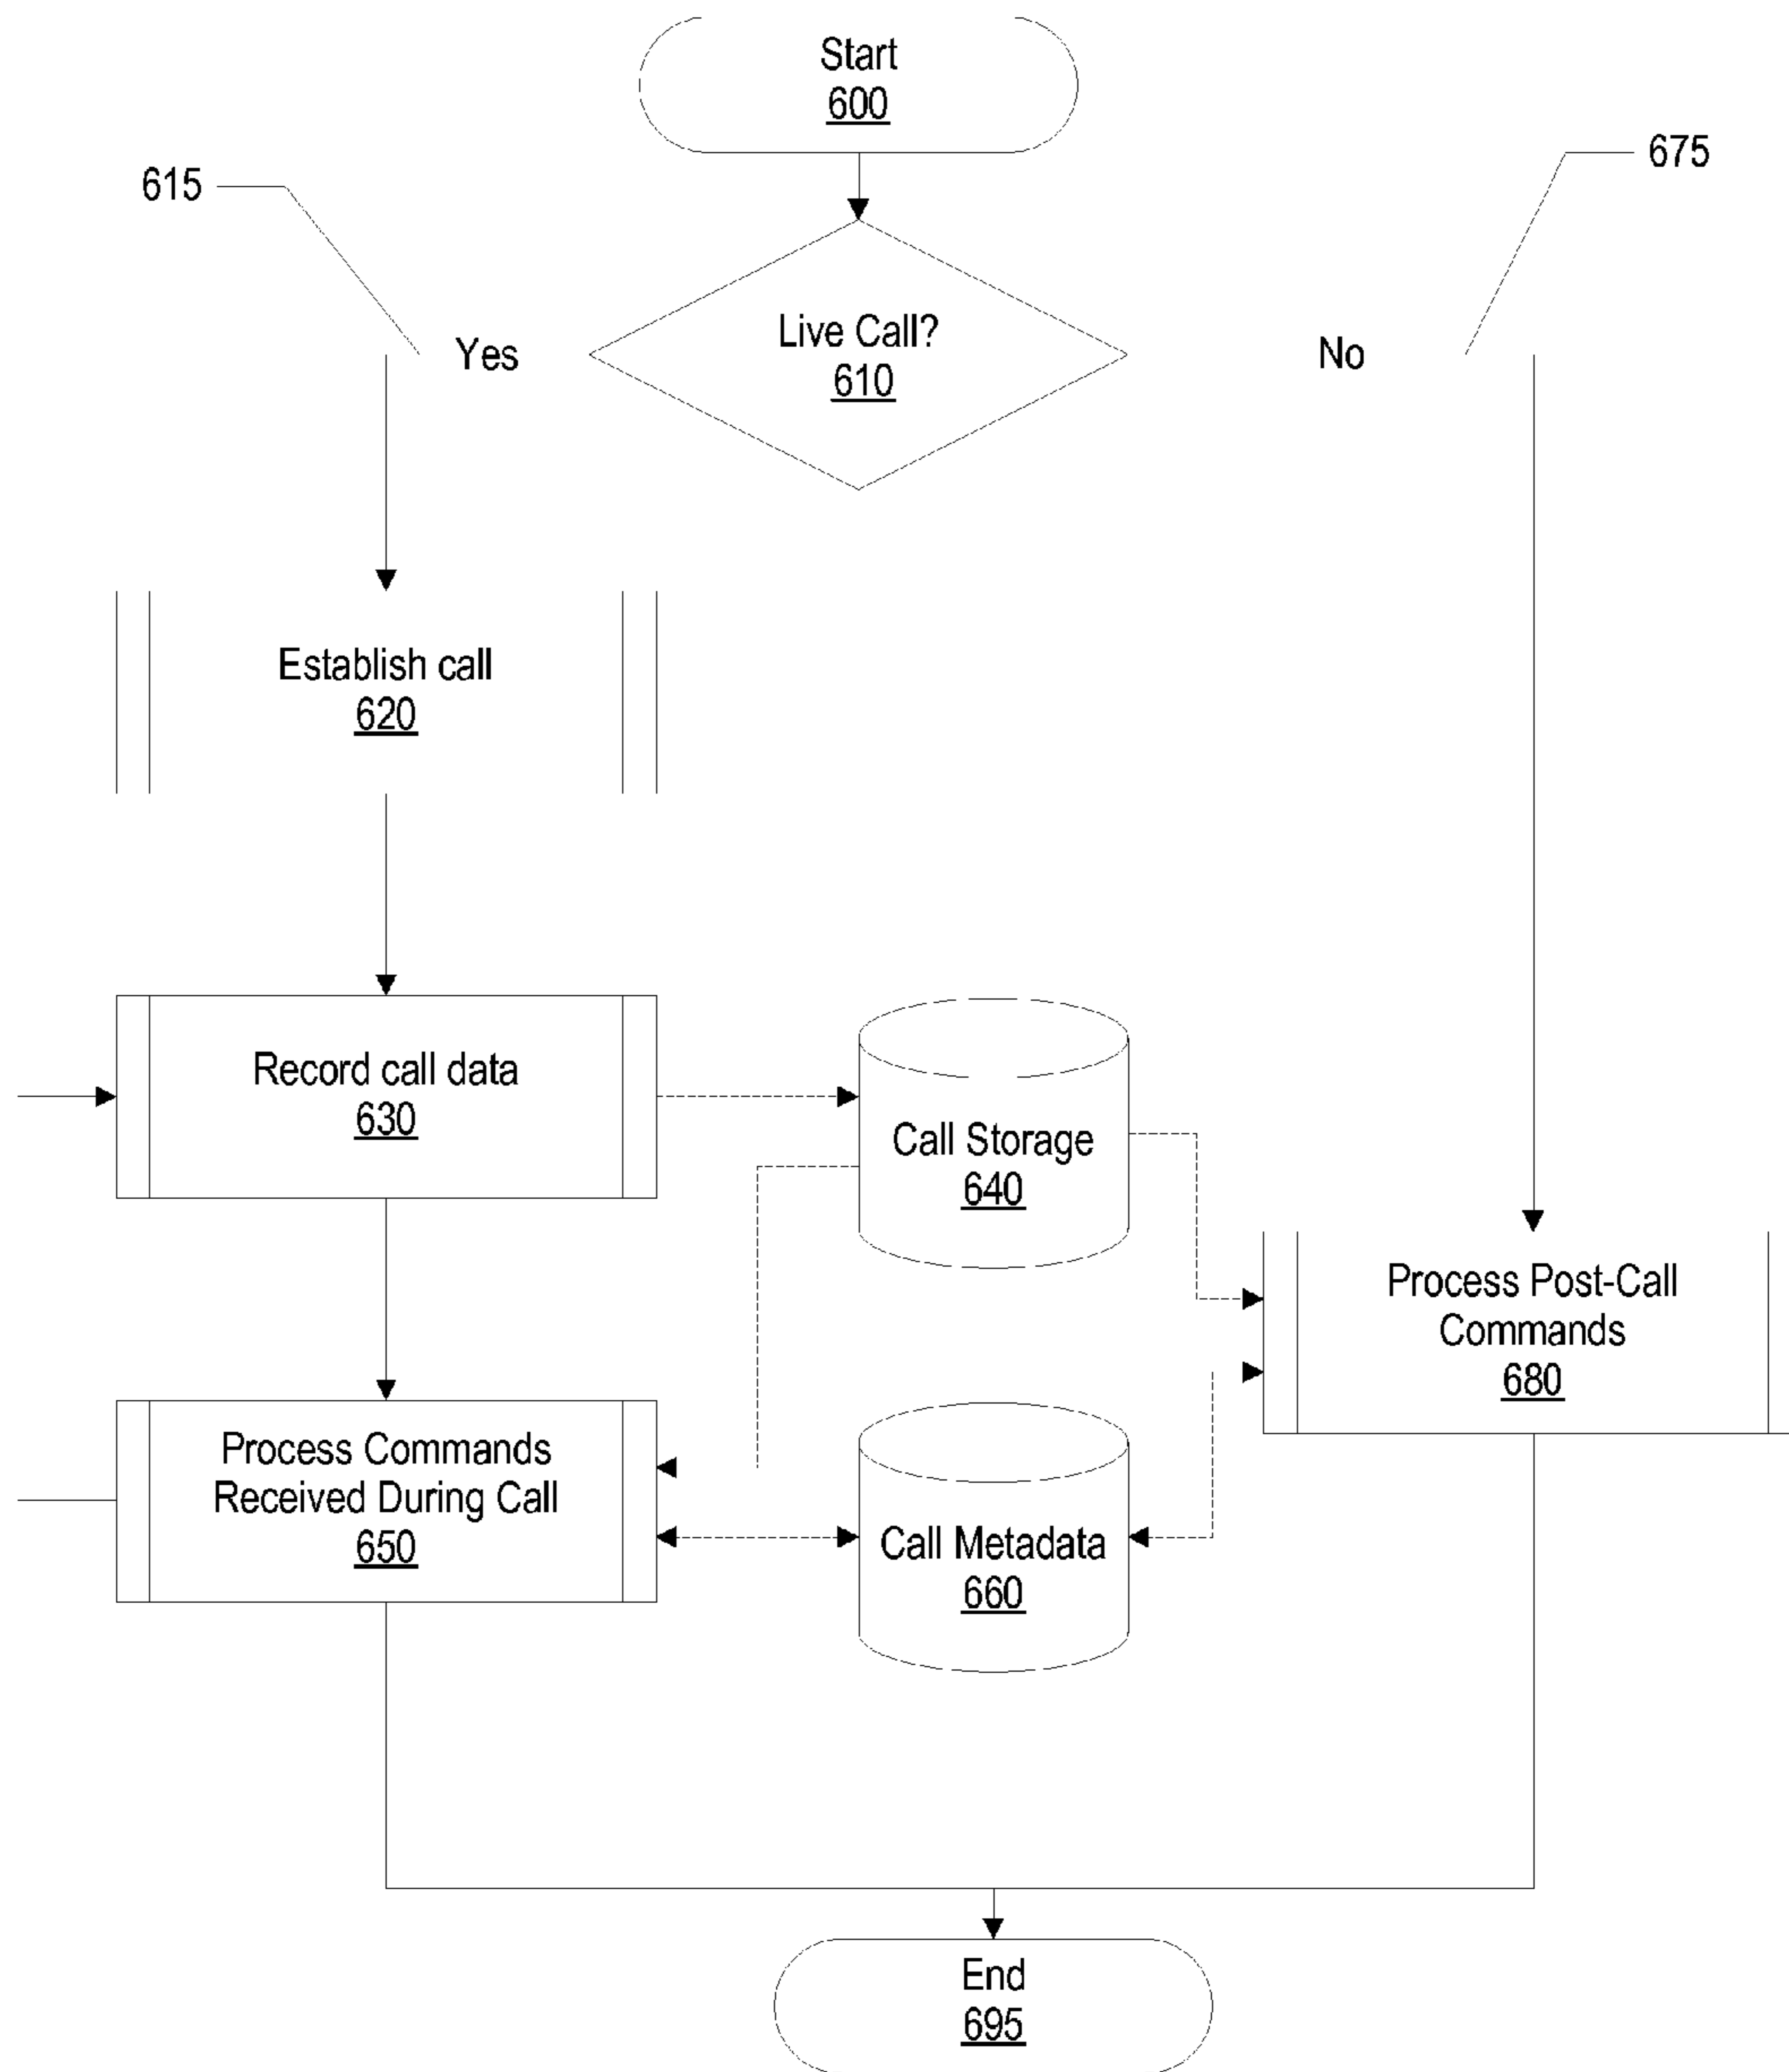 Start
600
615
675
Live Call?
610
Yes
No
Establish call
620
Record call data
630
Call Storage
640
Process Post-Call
Commands
680
Process Commands
Received During Call
650
Call Metadata
660
End
695